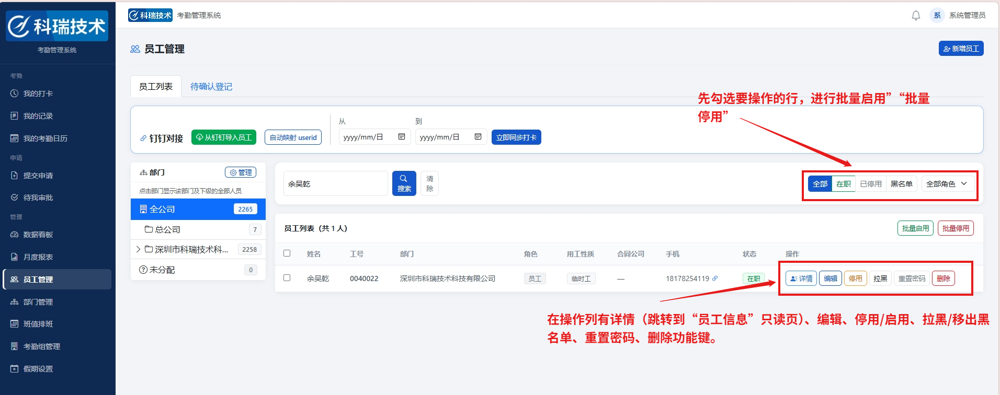 科瑞技术
考勤管理系统
科瑞技术 考勤管理系统
系 系统管理员
考勤
我的打卡
我的记录
我的考勤日历
申请
提交申请
待我审批
管理
数据看板
月度报表
员工管理
部门管理
班值排班
考勤组管理
假期设置
员工管理
新增员工
员工列表 待确认登记
先勾选要操作的行，进行批量启用”“批量
停用”
钉钉对接 从钉钉导入员工 自动映射 userid
从 到
yyyy/mm/日 yyyy/mm/日 立即同步打卡
部门 管理
点击部门显示该部门及下级的全部人员
全公司 2265
总公司 7
深圳市科瑞技术科... 2258
未分配 0
余吴乾 搜索 清除
全部 在职 已停用 黑名单 全部角色
员工列表（共 1 人） 批量启用 批量停用
姓名 工号 部门 角色 用工性质 合同公司 手机 状态 操作
余吴乾 0040022 深圳市科瑞技术科技有限公司 员工 临时工 — 18178254119 在职 详情 编辑 停用 拉黑 重置密码 删除
在操作列有详情（跳转到“员工信息”只读页）、编辑、停用/启用、拉黑/移出黑
名单、重置密码、删除功能键。